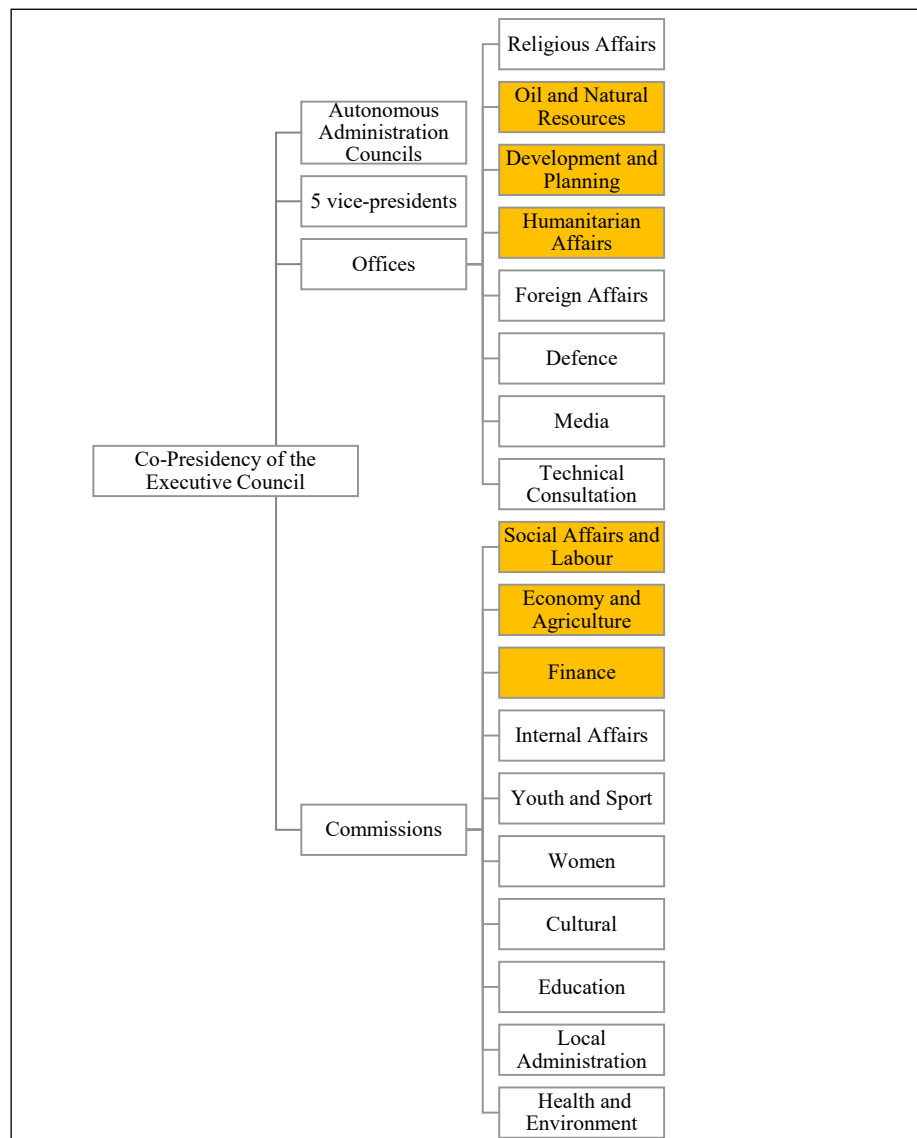 Religious Affairs
Oil and Natural
Resources
Autonomous
Administration
Councils
Development and
Planning
5 vice-presidents
Humanitarian
Affairs
Offices
Foreign Affairs
Defence
Media
Co-Presidency of the
Executive Council
Technical
Consultation
Social Affairs and
Labour
Economy and
Agriculture
Finance
Internal Affairs
Youth and Sport
Commissions
Women
Cultural
Education
Local
Administration
Health and
Environment